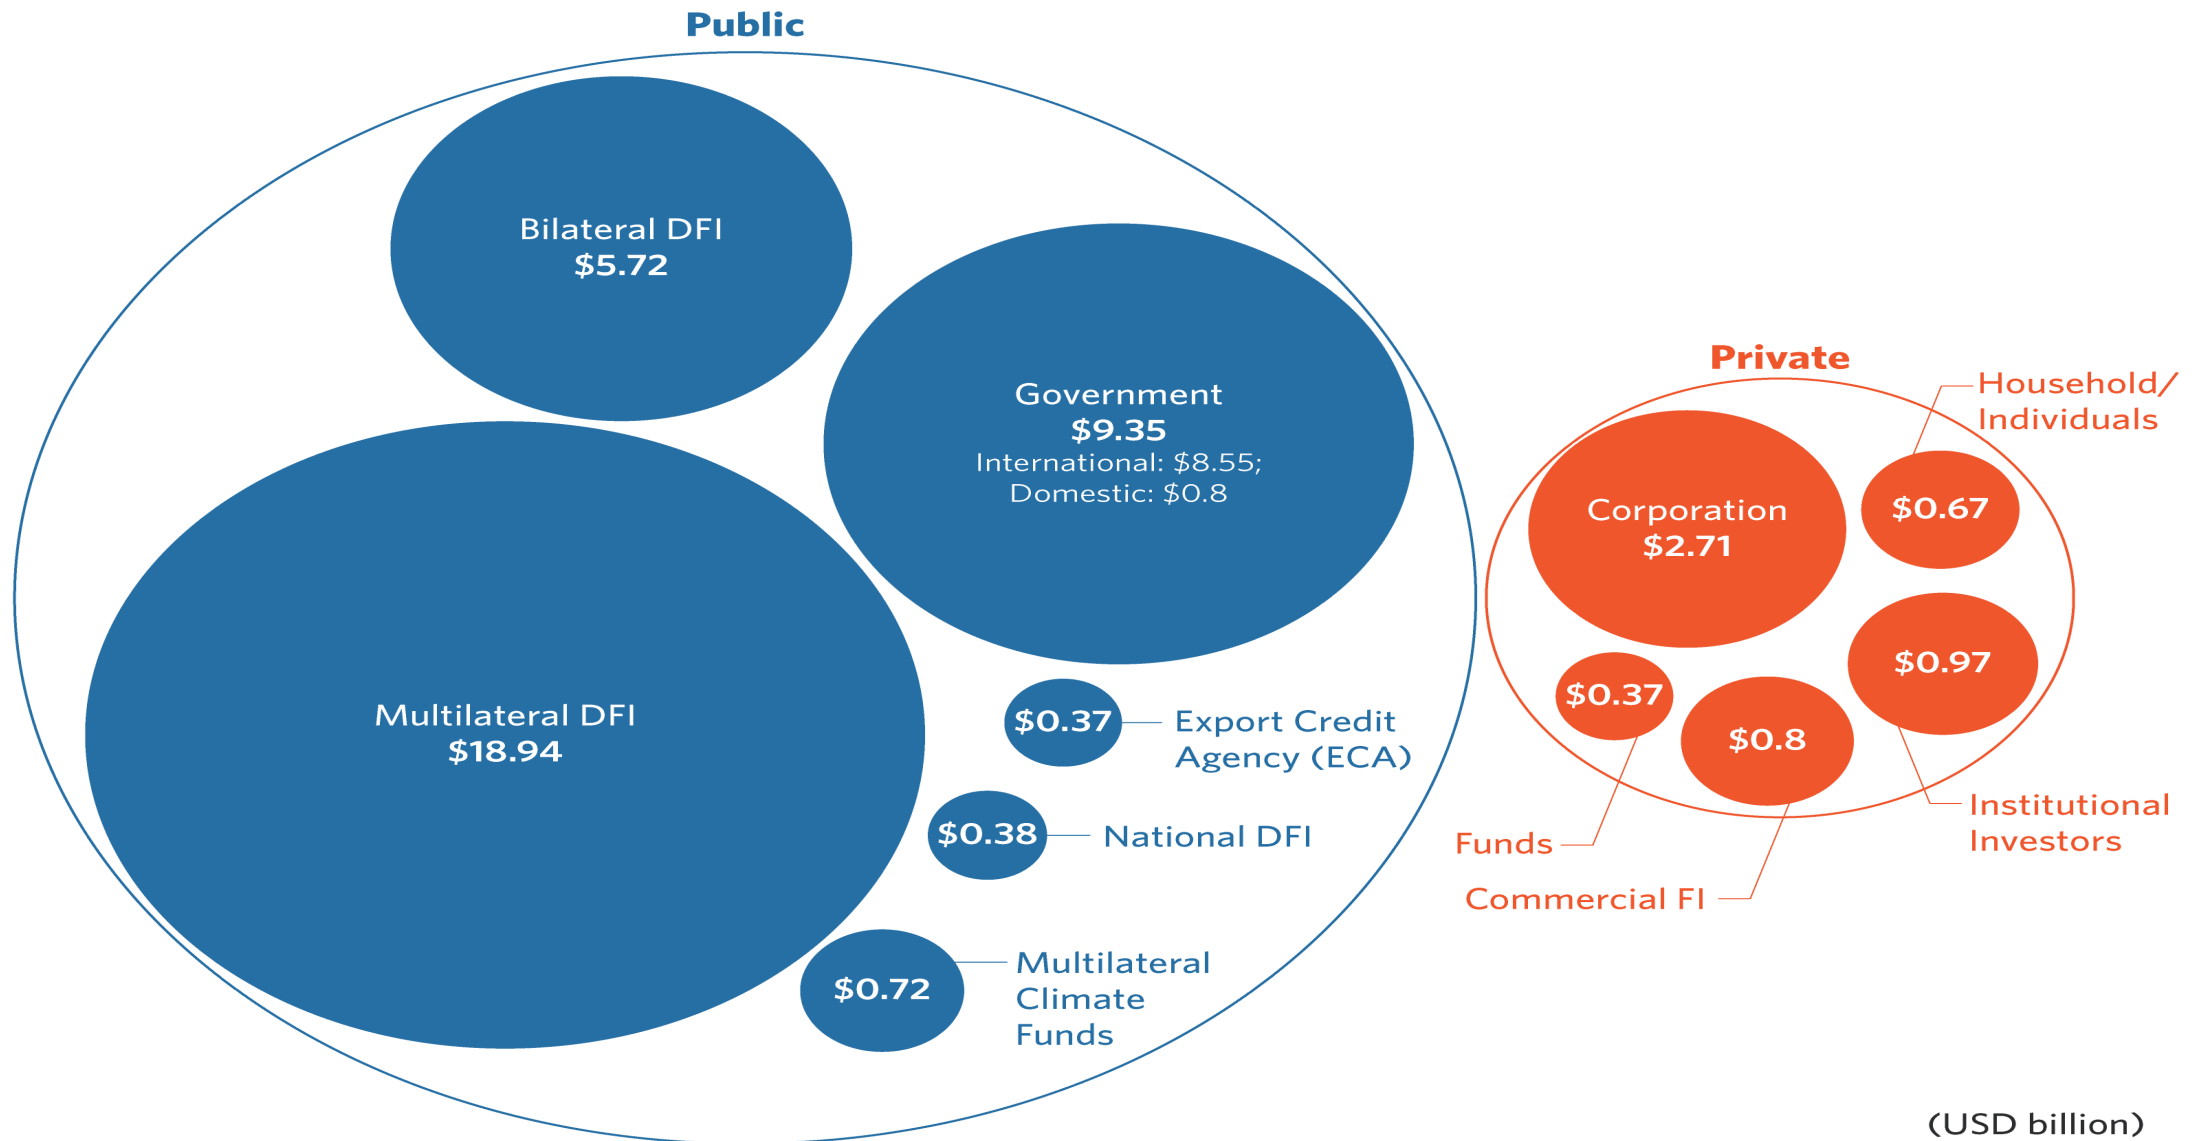 Public
Bilateral DFI
$5.72
Government
$9.35
International: $8.55;
Domestic: $0.8
Multilateral DFI
$18.94
$0.37
Export Credit
Agency (ECA)
$0.38
National DFI
$0.72
Multilateral
Climate
Funds
Private
Household/
Individuals
$0.67
Corporation
$2.71
$0.97
Institutional
Investors
$0.37
Funds
$0.8
Commercial FI
(USD billion)